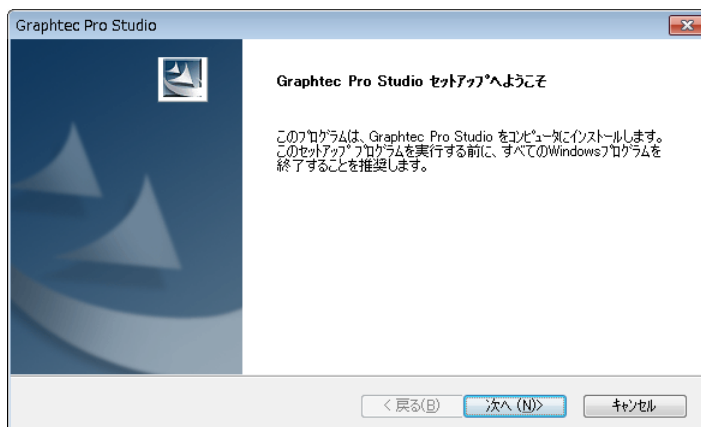 Graphtec Pro Studio
Graphtec Pro Studio ｾｯﾄｱｯﾌﾟへようこそ
このﾌﾟﾛｸﾞﾗﾑは、Graphtec Pro Studio をｺﾝﾋﾟｭｰﾀにｲﾝｽﾄｰﾙします。
このｾｯﾄｱｯﾌﾟ ﾌﾟﾛｸﾞﾗﾑを実行する前に、すべてのWindowsﾌﾟﾛｸﾞﾗﾑを
終了することを推奨します。
< 戻る(B)
次へ (N)>
ｷｬﾝｾﾙ